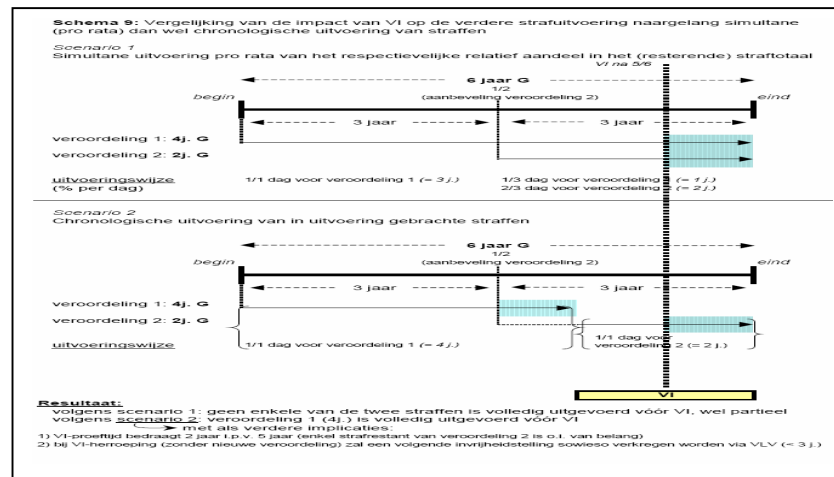 Schema 9: Vergelijking van de impact van VI op de verdere strafuitvoering naargelang simultane
(pro rata) dan wel chronologische uitvoering van straffen
Scenario 1
Simultane uitvoering pro rata van het respectievelijke relatief aandeel in het (resterende) straftotaal
VI na 5/6
6 jaar G
begin
1/2
(aanbeveling veroordeling 2)
eind
3 jaar
3 jaar
veroordeling 1: 4j. G
veroordeling 2: 2j. G
uitvoeringswijze
(% per dag)
1/1 dag voor veroordeling 1 (= 3 j.)
1/3 dag voor veroordeling (= 1 j.)
2/3 dag voor veroordeling (= 2 j.)
Scenario 2
Chronologische uitvoering van in uitvoering gebrachte straffen
6 jaar G
begin
1/2
(aanbeveling veroordeling 2)
eind
3 jaar
3 jaar
veroordeling 1: 4j. G
veroordeling 2: 2j. G
uitvoeringswijze
1/1 dag voor veroordeling 1 (= 4 j.)
1/1 dag voor
veroordeling 2 (= 2 j.)
VI
Resultaat:
volgens scenario 1: geen enkele van de twee straffen is volledig uitgevoerd vóór VI, wel partieel
volgens scenario 2: veroordeling 1 (4j.) is volledig uitgevoerd vóór VI
met als verdere implicaties:
1) VI-proeftijd bedraagt 2 jaar i.p.v. 5 jaar (enkel strafrestant van veroordeling 2 is o.i. van belang)
2) bij VI-herroeping (zonder nieuwe veroordeling) zal een volgende invrijheidstelling sowieso verkregen worden via VLV (< 3 j.)